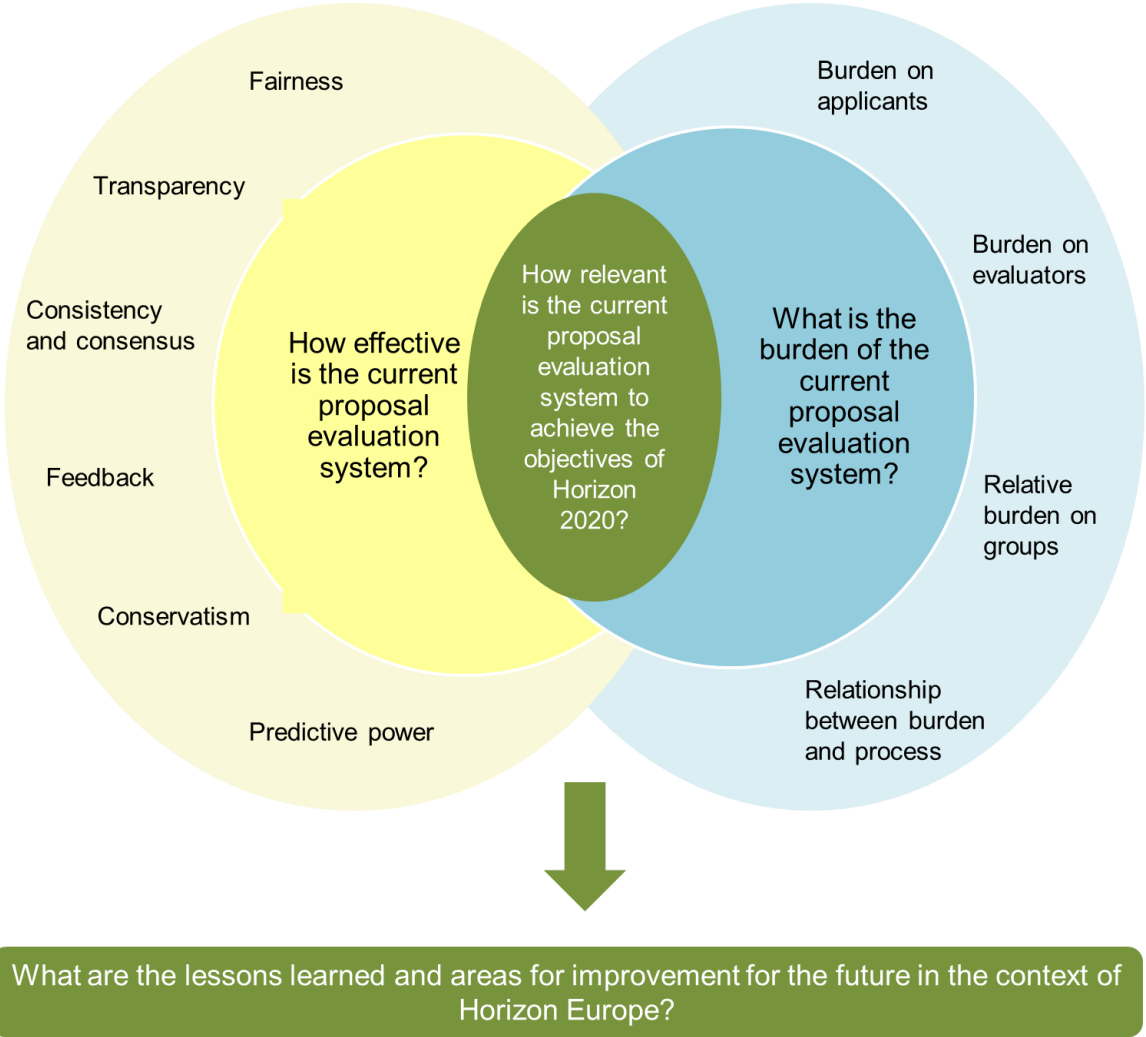 Fairness
Transparency
Consistency
and consensus
Feedback
Conservatism
Predictive power
How effective
is the current
proposal
evaluation
system?
How relevant
is the current
proposal
evaluation
system to
achieve the
objectives of
Horizon
2020?
What is the
burden of the
current
proposal
evaluation
system?
Burden on
applicants
Burden on
evaluators
Relative
burden on
groups
Relationship
between burden
and process
What are the lessons learned and areas for improvement for the future in the context of
Horizon Europe?